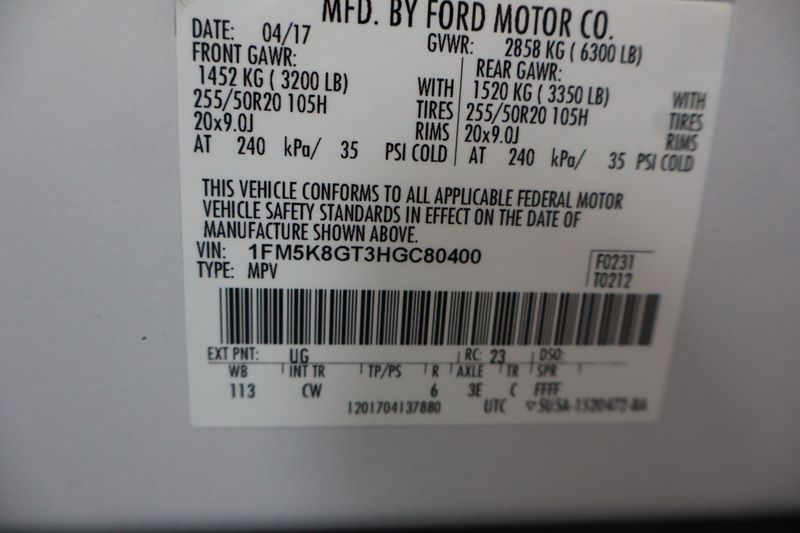 MFD. BY FORD MOTOR CO.
DATE: 04/17 GVWR: 2858 KG ( 6300 LB)
FRONT GAWR: REAR GAWR:
1452 KG ( 3200 LB) WITH 1520 KG ( 3350 LB) WITH
255/50R20 105H TIRES 255/50R20 105H TIRES
20x9.0J RIMS 20x9.0J RIMS
AT 240 kPa/ 35 PSI COLD AT 240 kPa/ 35 PSI COLD
THIS VEHICLE CONFORMS TO ALL APPLICABLE FEDERAL MOTOR
VEHICLE SAFETY STANDARDS IN EFFECT ON THE DATE OF
MANUFACTURE SHOWN ABOVE.
VIN: 1FM5K8GT3HGC80400 F0231
TYPE: MPV T0212
EXT PNT: UG RC: 23 DSO:
WB INT TR TP/PS R AXLE TR SPR
113 CW 6 3E C FFFF
1201704137880 UTC